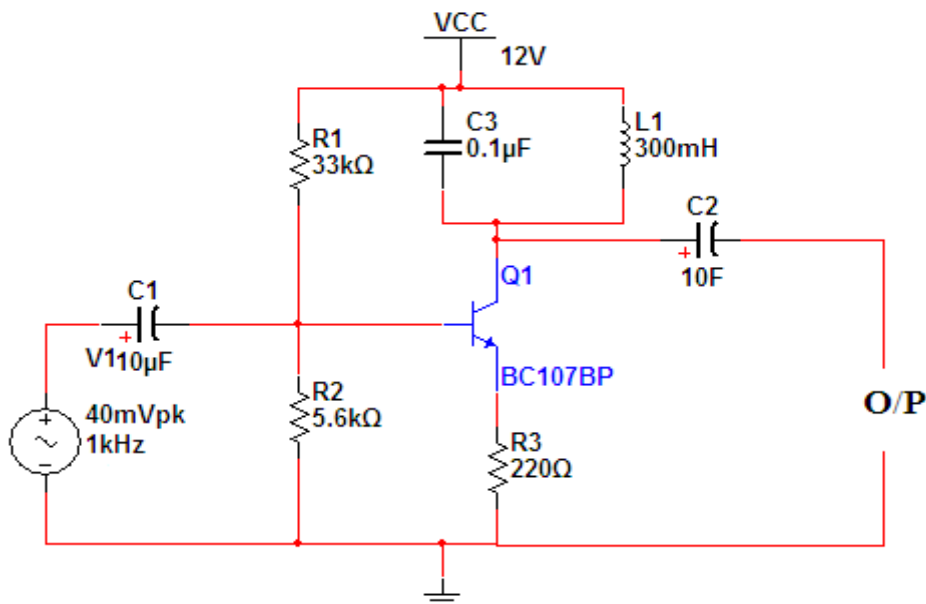 VCC
12V
R1
33kΩ
C3
0.1µF
L1
300mH
C2
+
10F
Q1
BC107BP
C1
+
10µF
V1
40mVpk
1kHz
R2
5.6kΩ
R3
220Ω
O/P